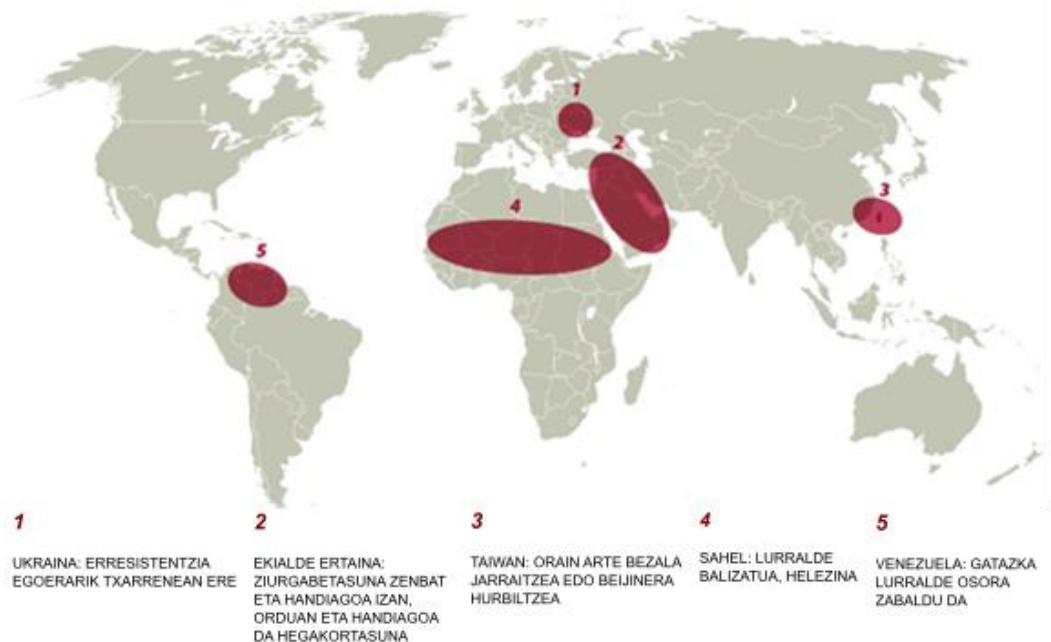 1
2
3
4
5
1
UKRAINA: ERRESISTENTZIA
EGOERARIK TXARRENEAN ERE
2
EKIALDE ERTAINA:
ZIURGABETASUNA ZENBAT
ETA HANDIAGOA IZAN,
ORDUAN ETA HANDIAGOA
DA HEGAKORTASUNA
3
TAIWAN: ORAIN ARTE BEZALA
JARRAITZEA EDO BEIJINERA
HURBILTZEA
4
SAHEL: LURRALDE
BALIZATUA, HELEZINA
5
VENEZUELA: GATAZKA
LURRALDE OSORA
ZABALDU DA